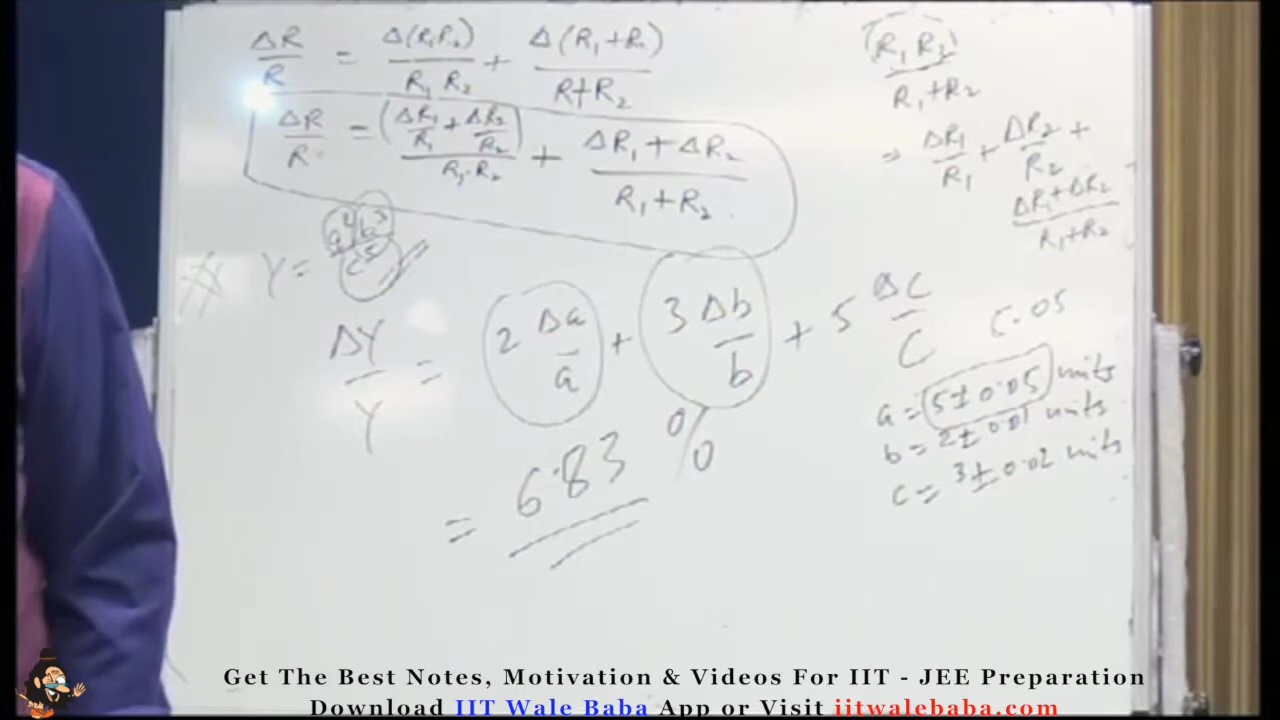 ΔR/R = Δ(R₁R₂)/R₁ R₂ + Δ(R₁+R₂)/R+R₂
ΔR/R = (ΔR₁/R₁ + ΔR₂/R₂)/R₁·R₂ + ΔR₁+ΔR₂/R₁+R₂
R₁R₂/R₁+R₂
⇒ ΔR₁/R₁ + ΔR₂/R₂ +
ΔR₁+ΔR₂/R₁+R₂
Y = a²b³/c⁵
ΔY/Y = 2 Δa/a + 3 Δb/b + 5 ΔC/C
= 6.83 %
a = 5± 0.05 units
b = 2± 0.01 units
c = 3± 0.02 units
Get The Best Notes, Motivation & Videos For IIT - JEE Preparation
Download IIT Wale Baba App or Visit iitwalebaba.com